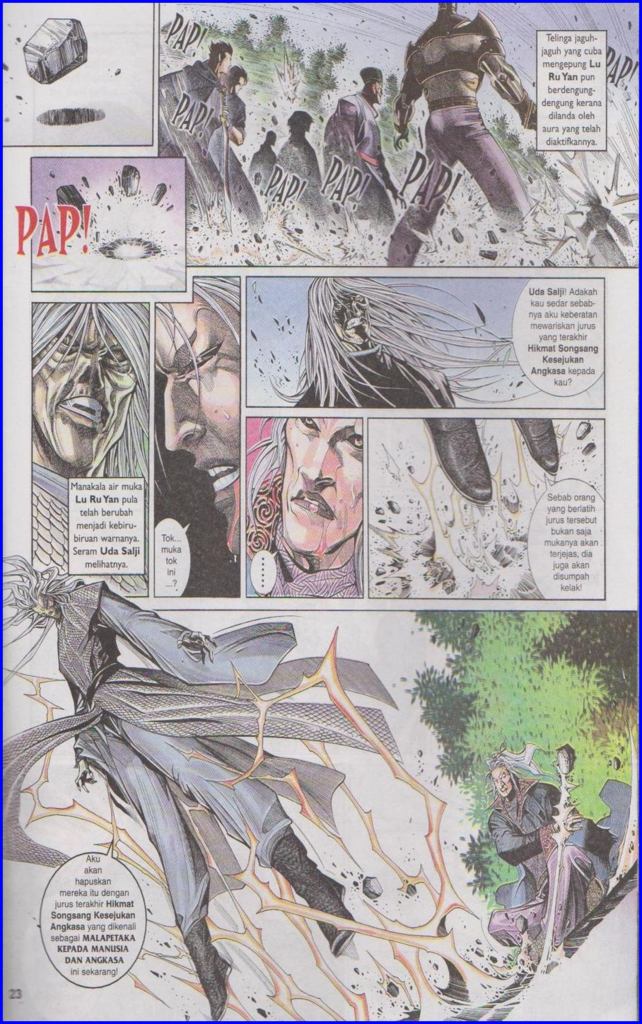 PAP!
PAP!
PAP!
PAP!
PAP!
PAP!
PAP!
Telinga jaguh-
jaguh yang cuba
mengepung Lu
Ru Yan pun
berdengung-
dengung kerana
dilanda oleh
aura yang telah
diaktifkannya.
PAP!
Uda Salji! Adakah
kau sedar sebab-
nya aku keberatan
mewariskan jurus
yang terakhir
Hikmat Songsang
Kesejukan
Angkasa kepada
kau?
Manakala air muka
Lu Ru Yan pula
telah berubah
menjadi kebiru-
biruan warnanya.
Seram Uda Salji
melihatnya.
Tok...
muka
tok
ini
...?
......
Sebab orang
yang berlatih
jurus tersebut
bukan saja
mukanya akan
terjejas, dia
juga akan
disumpah
kelak!
Aku
akan
hapuskan
mereka itu dengan
jurus terakhir Hikmat
Songsang Kesejukan
Angkasa yang dikenali
sebagai MALAPETAKA
KEPADA MANUSIA
DAN ANGKASA
ini sekarang!
23